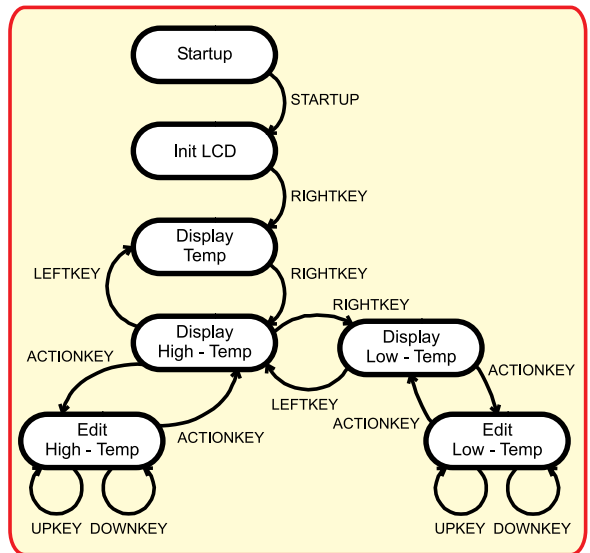 Startup
STARTUP
Init LCD
RIGHTKEY
Display
Temp
LEFTKEY
RIGHTKEY
RIGHTKEY
Display
High - Temp
Display
Low - Temp
ACTIONKEY
ACTIONKEY
LEFTKEY
ACTIONKEY
ACTIONKEY
Edit
High - Temp
Edit
Low - Temp
UPKEY
DOWNKEY
UPKEY
DOWNKEY